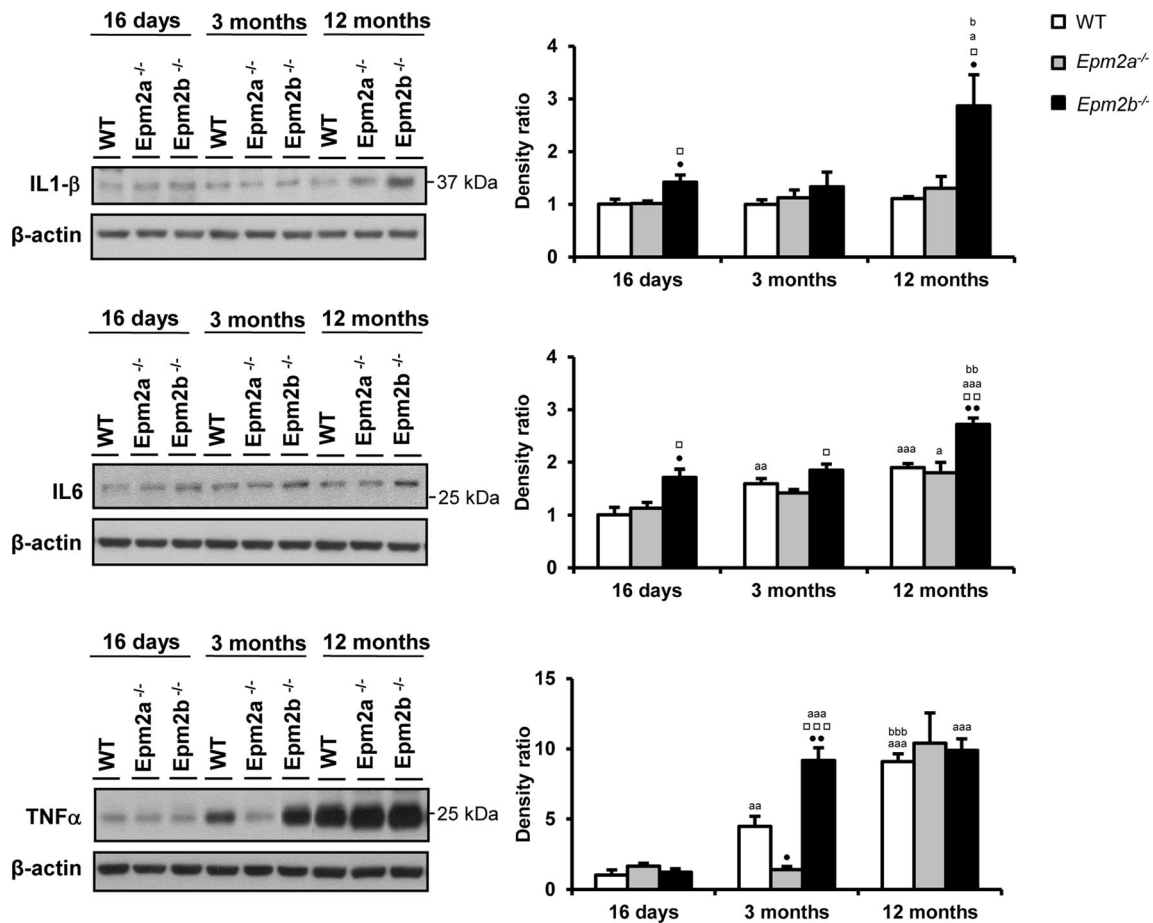 16 days 3 months 12 months
WT Epm2a-/- Epm2b-/- WT Epm2a-/- Epm2b-/- WT Epm2a-/- Epm2b-/-
IL1-β
37 kDa
β-actin
Density ratio
4
3
2
1
0
b
a
16 days 3 months 12 months
WT
Epm2a-/-
Epm2b-/-
16 days 3 months 12 months
WT Epm2a-/- Epm2b-/- WT Epm2a-/- Epm2b-/- WT Epm2a-/- Epm2b-/-
IL6
25 kDa
β-actin
Density ratio
4
3
2
1
0
aa
aaa
a
bb
aaa
16 days 3 months 12 months
16 days 3 months 12 months
WT Epm2a-/- Epm2b-/- WT Epm2a-/- Epm2b-/- WT Epm2a-/- Epm2b-/-
TNFα
25 kDa
β-actin
Density ratio
15
10
5
0
aa
aaa
bbb
aaa
aaa
16 days 3 months 12 months